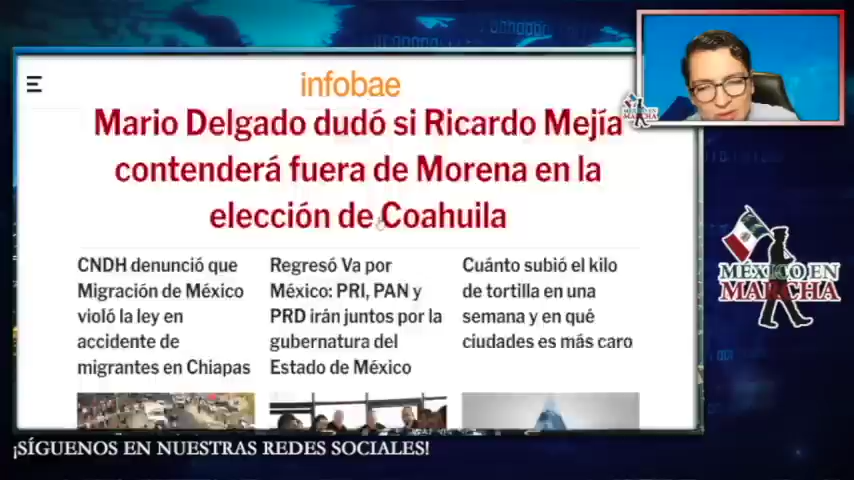 infobae
Mario Delgado dudó si Ricardo Mejía
contenderá fuera de Morena en la
elección de Coahuila
CNDH denunció que
Migración de México
violó la ley en
accidente de
migrantes en Chiapas
Regresó Va por
México: PRI, PAN y
PRD irán juntos por la
gubernatura del
Estado de México
Cuánto subió el kilo
de tortilla en una
semana y en qué
ciudades es más caro
MÉXICO EN
MARCHA
MÉXICO EN
MARCHA
¡SÍGUENOS EN NUESTRAS REDES SOCIALES!